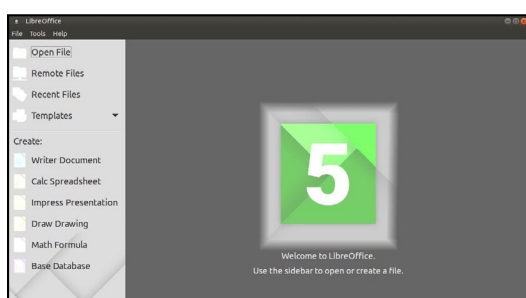 LibreOffice
File Tools Help
Open File
Remote Files
Recent Files
Templates
Create:
Writer Document
Calc Spreadsheet
Impress Presentation
Draw Drawing
Math Formula
Base Database
5
Welcome to LibreOffice.
Use the sidebar to open or create a file.